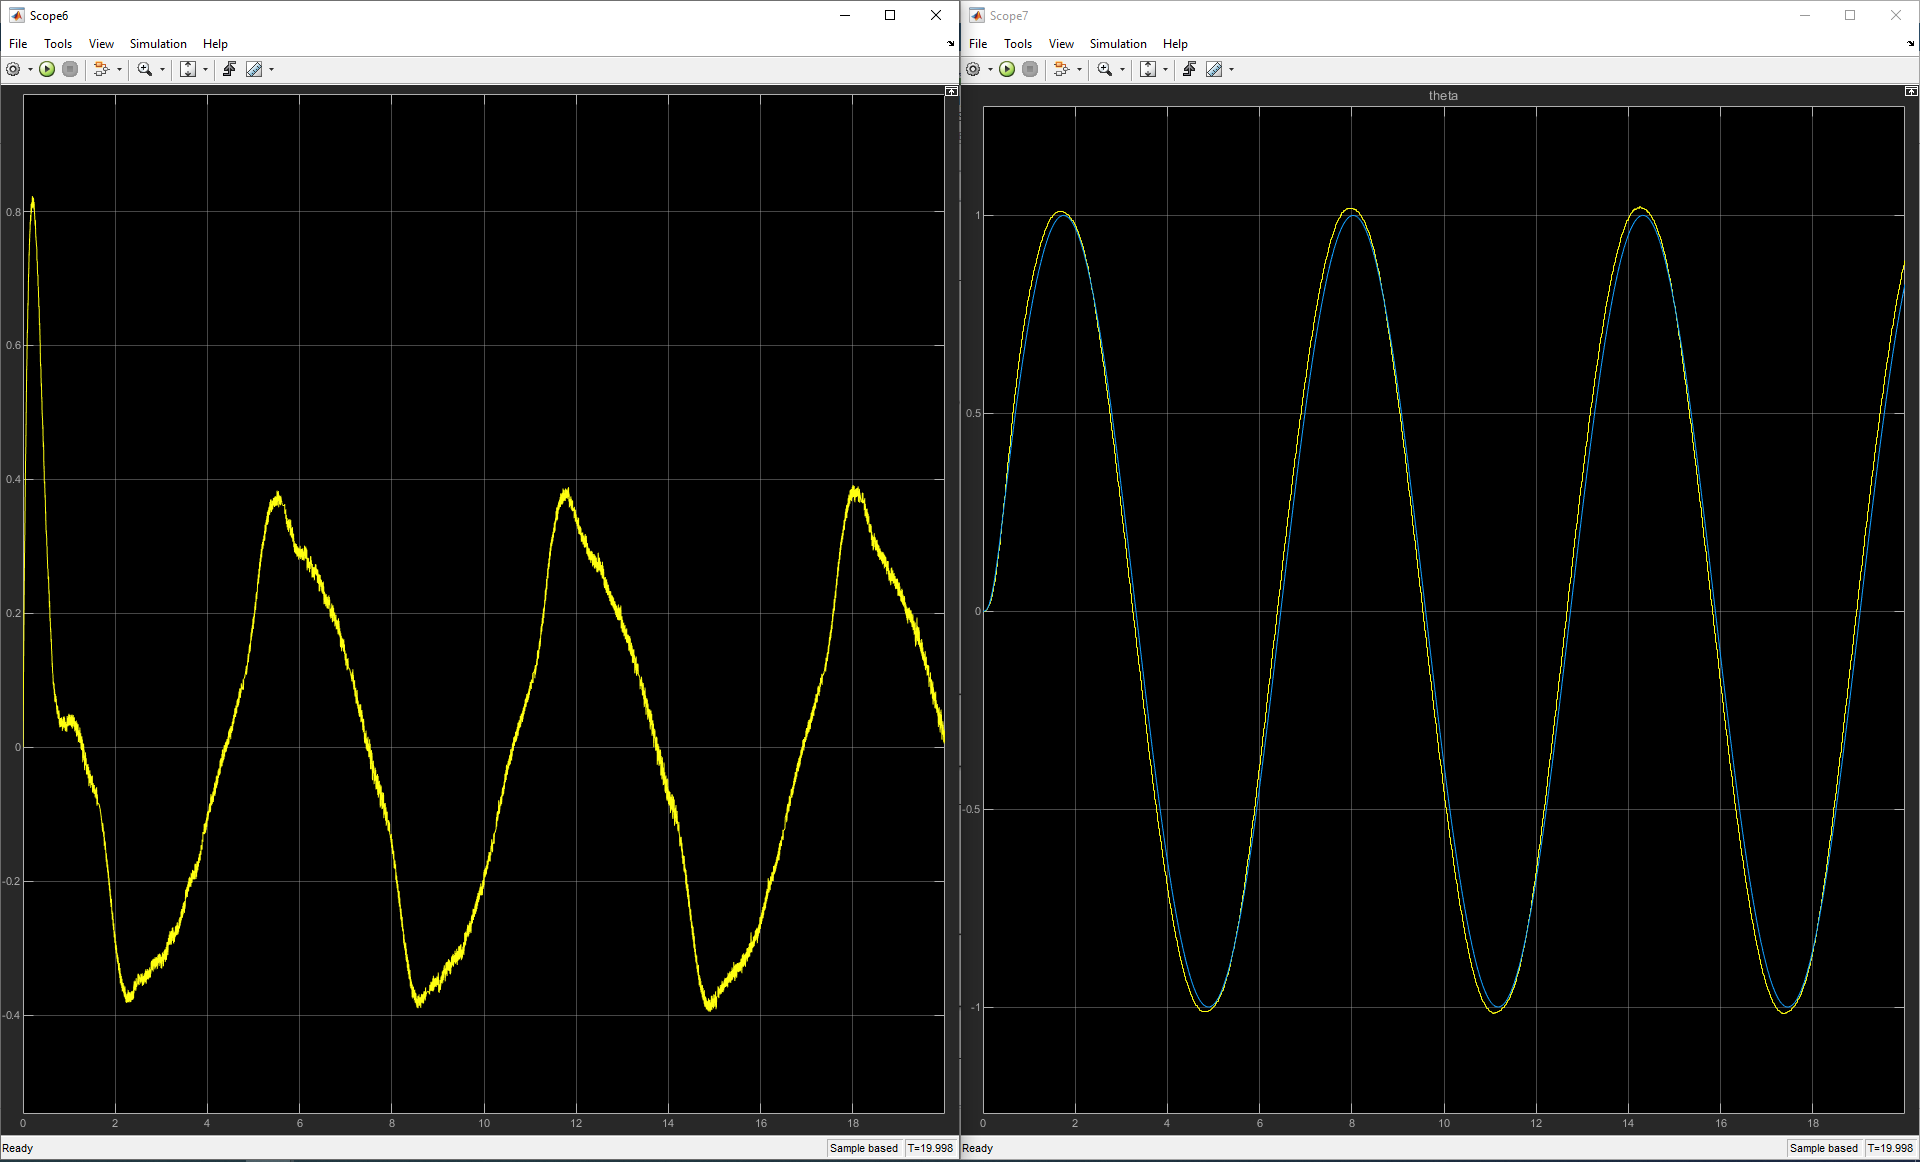 Scope6
File Tools View Simulation Help
0.8
0.6
0.4
0.2
0
-0.2
-0.4
0 2 4 6 8 10 12 14 16 18
Ready Sample based T=19.998
Scope7
File Tools View Simulation Help
theta
1
0.5
0
-0.5
-1
0 2 4 6 8 10 12 14 16 18
Ready Sample based T=19.998